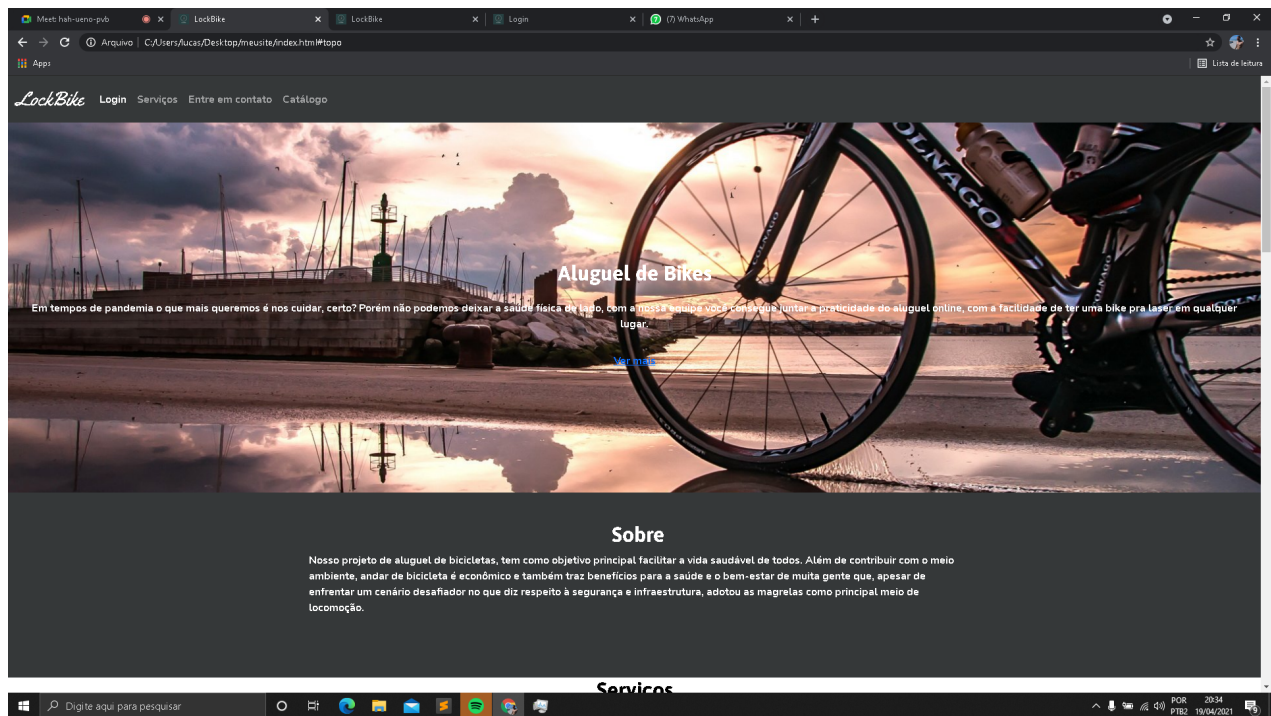 Meet: hah-ueno-pvb
LockBike
LockBike
Login
(7) WhatsApp
Arquivo
C:/Users/lucas/Desktop/meusite/index.html#topo
Apps
Lista de leitura
LockBike Login Serviços Entre em contato Catálogo
COLNAGO
COLNAGO
Aluguel de Bikes
Em tempos de pandemia o que mais queremos é nos cuidar, certo? Porém não podemos deixar a saúde física de lado, com a nossa equipe você consegue juntar a praticidade do aluguel online, com a facilidade de ter uma bike pra laser em qualquer
lugar.
Ver mais
Sobre
Nosso projeto de aluguel de bicicletas, tem como objetivo principal facilitar a vida saudável de todos. Além de contribuir com o meio
ambiente, andar de bicicleta é econômico e também traz benefícios para a saúde e o bem-estar de muita gente que, apesar de
enfrentar um cenário desafiador no que diz respeito à segurança e infraestrutura, adotou as magrelas como principal meio de
locomoção.
Serviços
Digite aqui para pesquisar
POR
PTB2
20:34
19/04/2021
9